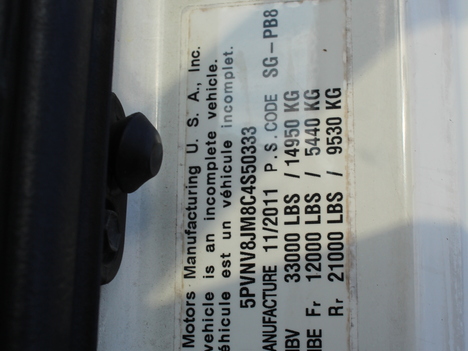 Motors Manufacturing U. S. A., Inc.
vehicle is an incomplete vehicle.
éhicule est un véhicule incomplet.
5PVNV8JM8C4S50333
ANUFACTURE 11/2011 P.S.CODE SG-PB8
BV 33000 LBS / 14950 KG
BE Fr 12000 LBS / 5440 KG
Rr 21000 LBS / 9530 KG